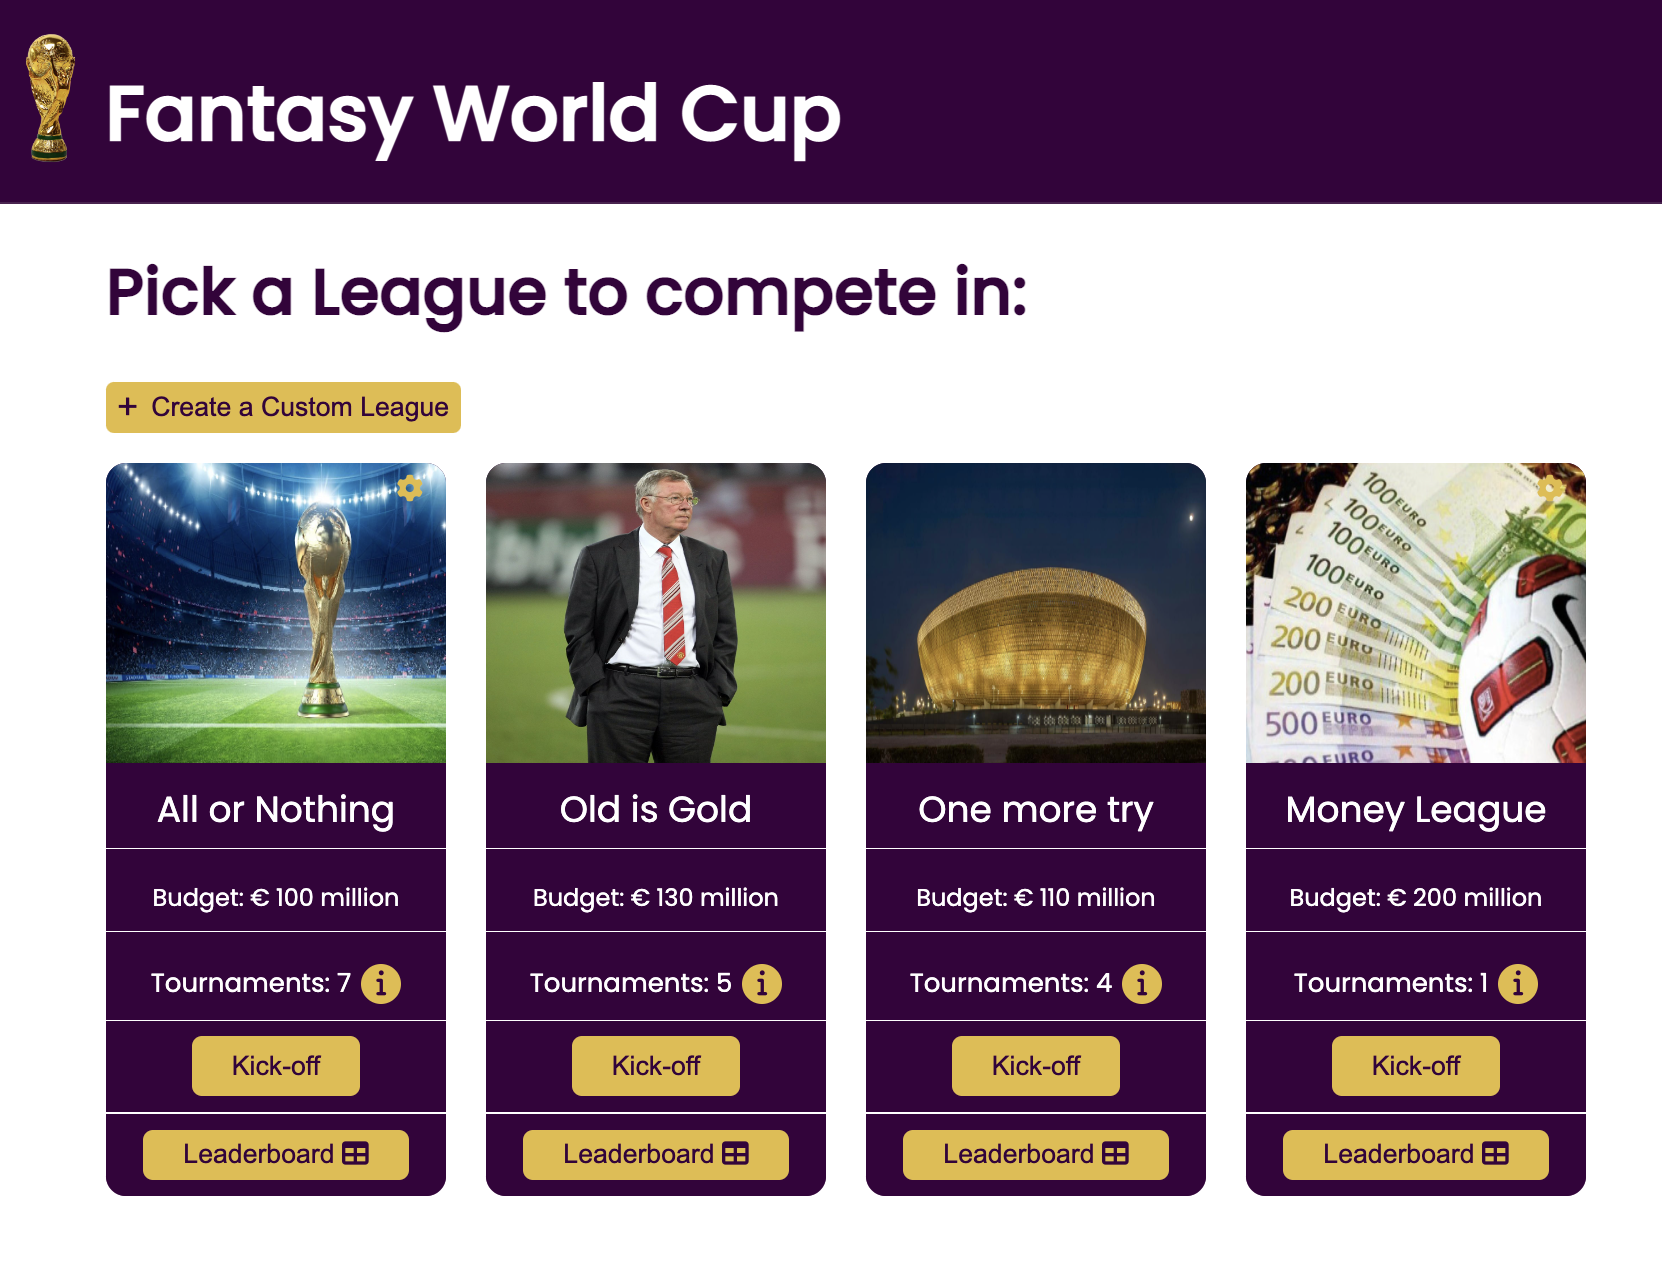 Fantasy World Cup
Pick a League to compete in:
+ Create a Custom League
100 EURO
100 EURO
100 EURO
100 EURO
200 EURO
200 EURO
200 EURO
500 EURO
EURO
All or Nothing
Budget: € 100 million
Tournaments: 7 i
Kick-off
Leaderboard
Old is Gold
Budget: € 130 million
Tournaments: 5 i
Kick-off
Leaderboard
One more try
Budget: € 110 million
Tournaments: 4 i
Kick-off
Leaderboard
Money League
Budget: € 200 million
Tournaments: 1 i
Kick-off
Leaderboard